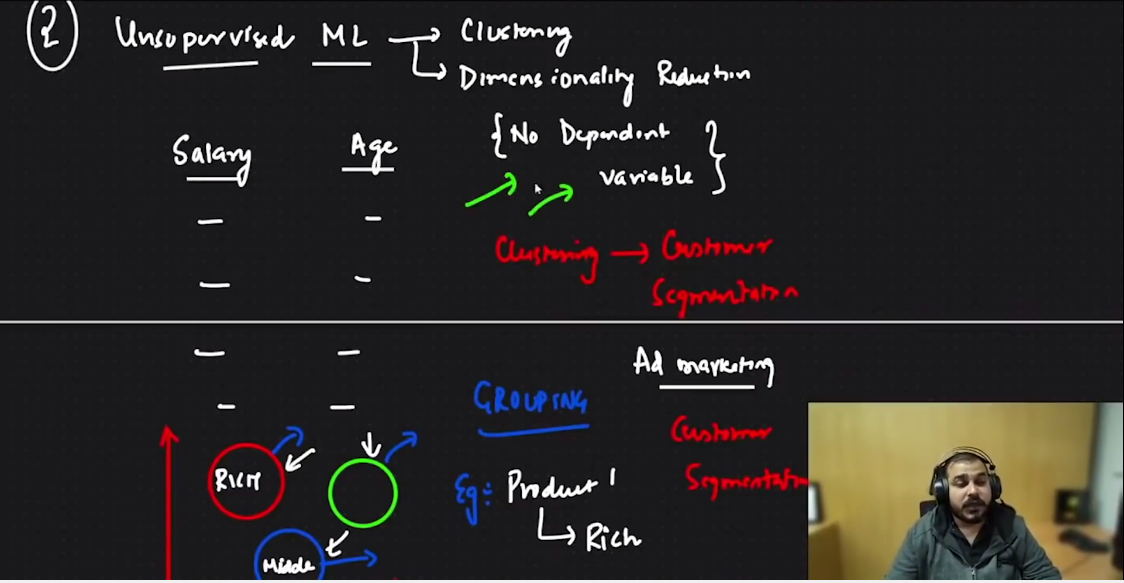 2 Unsupervised ML → Clustering
Dimensionality Reduction
Salary Age { No Dependent
variable }
Clustering → Customer
Segmentation
Ad marketing
GROUPING
Customer
RICH
Eg:- Product 1
Segmentation
Rich
Middle